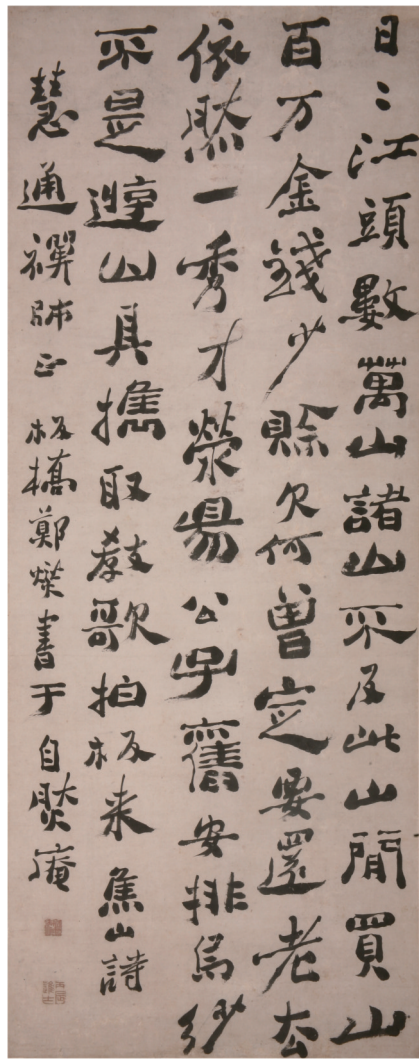 日〻江頭數萬山諸山不及此山閒買山
百万金錢少賒欠何曾定要還老去
依然一秀才滎昜公子舊安排烏紗
不是遊山具攜取教歌拍板来 焦山詩
慧通禪師正 板橋鄭燮書于自然庵